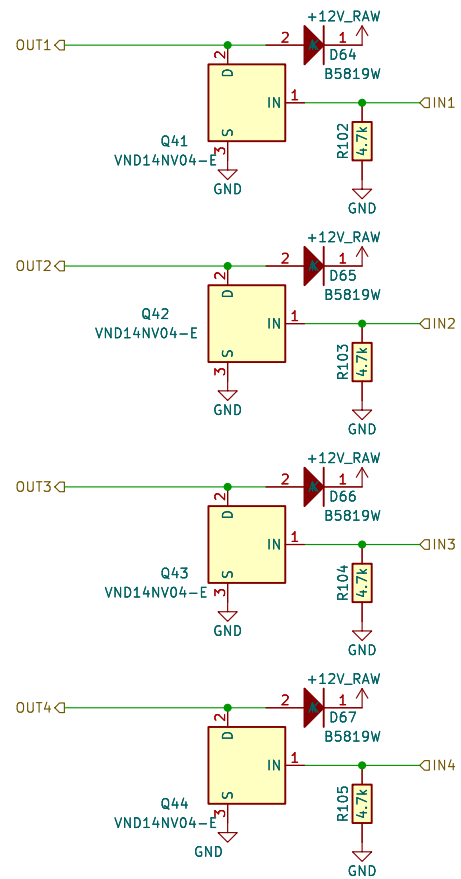 +12V_RAW
OUT1
2
1
D64
B5819W
2
D
IN
1
IN1
Q41
VND14NV04-E
S
3
GND
R102
4.7k
GND
+12V_RAW
OUT2
2
1
D65
B5819W
2
D
IN
1
IN2
Q42
VND14NV04-E
S
3
GND
R103
4.7k
GND
+12V_RAW
OUT3
2
1
D66
B5819W
2
D
IN
1
IN3
Q43
VND14NV04-E
S
3
GND
R104
4.7k
GND
+12V_RAW
OUT4
2
1
D67
B5819W
2
D
IN
1
IN4
Q44
VND14NV04-E
S
3
GND
R105
4.7k
GND